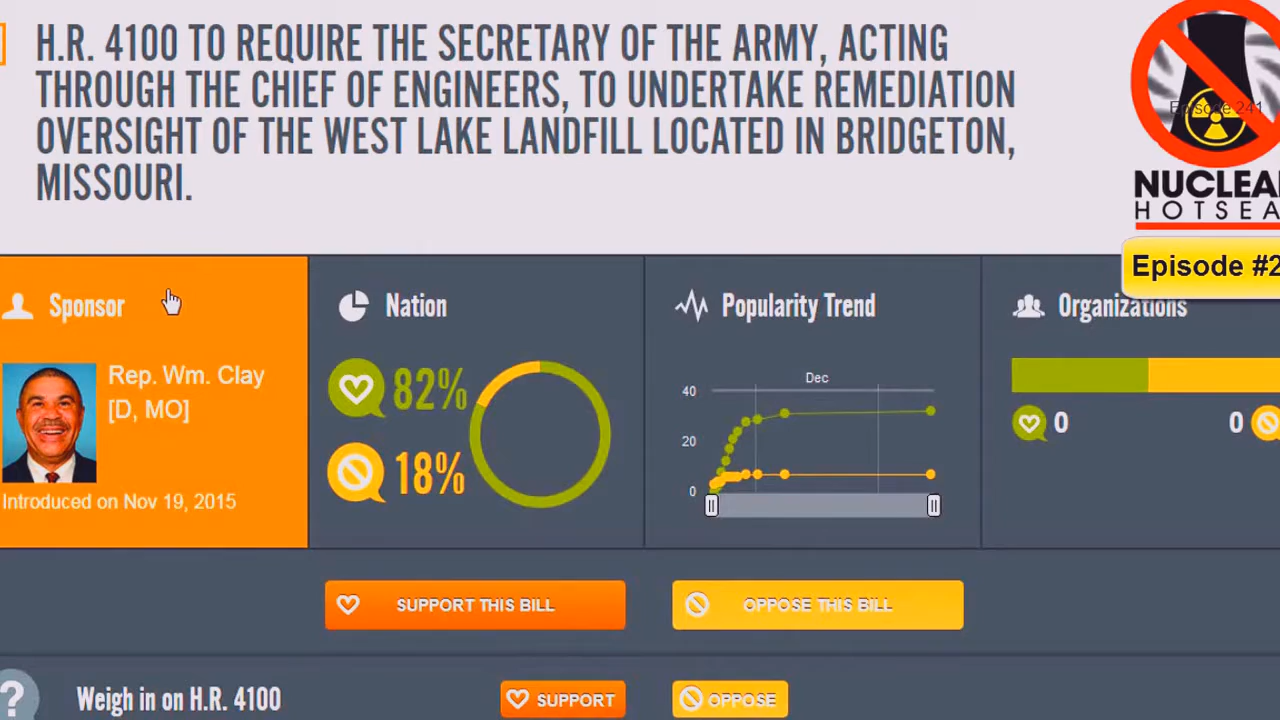 H.R. 4100 TO REQUIRE THE SECRETARY OF THE ARMY, ACTING
THROUGH THE CHIEF OF ENGINEERS, TO UNDERTAKE REMEDIATION
OVERSIGHT OF THE WEST LAKE LANDFILL LOCATED IN BRIDGETON,
MISSOURI.
Episode 241
NUCLEA
HOTSEA
Episode #2
Sponsor
Rep. Wm. Clay
[D, MO]
Introduced on Nov 19, 2015
Nation
82%
18%
Popularity Trend
Dec
40
20
0
Organizations
0
0
SUPPORT THIS BILL
OPPOSE THIS BILL
Weigh in on H.R. 4100
SUPPORT
OPPOSE